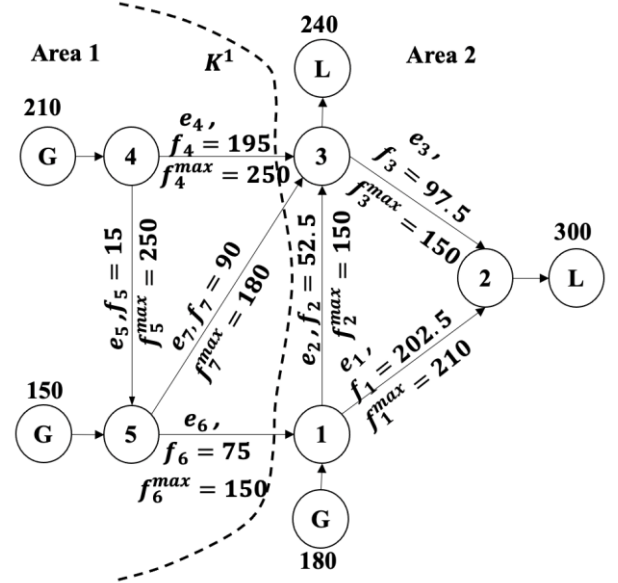 240
Area 1
K¹
Area 2
L
210
G
4
e₄,
f₄ = 195
f₄ᵐᵃˣ = 250
3
e₃,
f₃ = 97.5
f₃ᵐᵃˣ = 150
300
2
L
e₅, f₅ = 15
f₅ᵐᵃˣ = 250
e₇, f₇ = 90
f₇ᵐᵃˣ = 180
e₂, f₂ = 52.5
f₂ᵐᵃˣ = 150
e₁,
f₁ = 202.5
f₁ᵐᵃˣ = 210
150
G
5
e₆,
f₆ = 75
f₆ᵐᵃˣ = 150
1
G
180